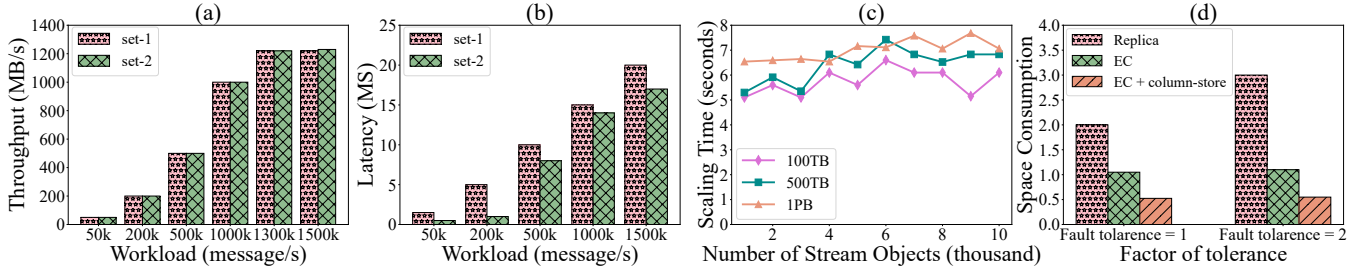 (a)
Throughput (MB/s)
1400
1200
1000
800
600
400
200
0
set-1
set-2
50k 200k 500k 1000k 1300k 1500k
Workload (message/s)
(b)
Latency (MS)
25
20
15
10
5
0
set-1
set-2
50k 200k 500k 1000k 1500k
Workload (message/s)
(c)
Scaling Time (seconds)
8
7
6
5
4
3
2
1
0
100TB
500TB
1PB
2 4 6 8 10
Number of Stream Objects (thousand)
(d)
Space Consumption
4.0
3.5
3.0
2.5
2.0
1.5
1.0
0.5
0.0
Replica
EC
EC + column-store
Fault tolarence = 1 Fault tolarence = 2
Factor of tolerance